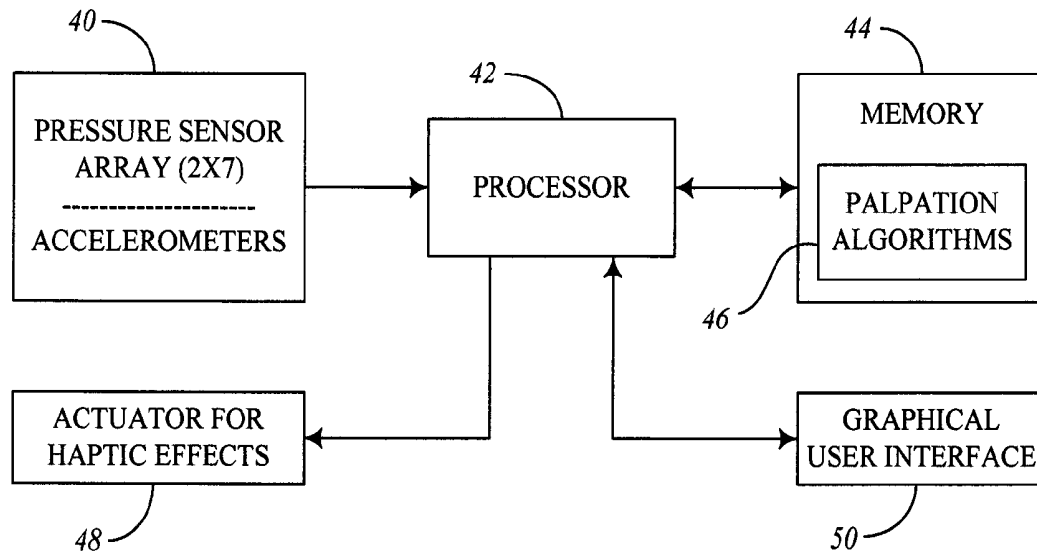 40
42
44
PRESSURE SENSOR
ARRAY (2X7)
ACCELEROMETERS
PROCESSOR
MEMORY
PALPATION
ALGORITHMS
46
ACTUATOR FOR
HAPTIC EFFECTS
GRAPHICAL
USER INTERFACE
48
50